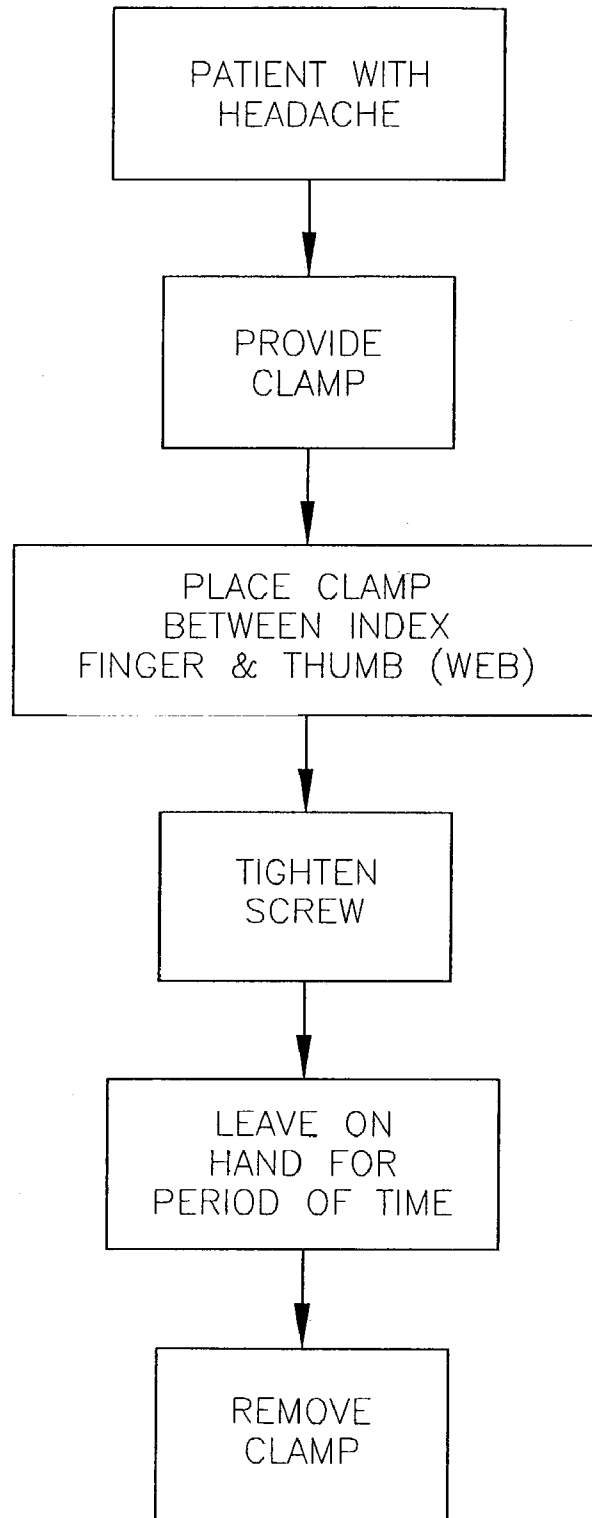 PATIENT WITH
HEADACHE
PROVIDE
CLAMP
PLACE CLAMP
BETWEEN INDEX
FINGER & THUMB (WEB)
TIGHTEN
SCREW
LEAVE ON
HAND FOR
PERIOD OF TIME
REMOVE
CLAMP